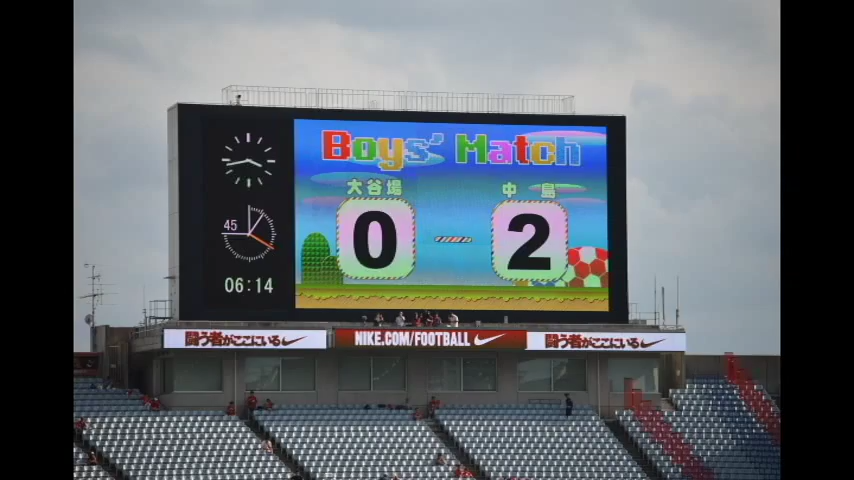 Boys' Match
大谷場 中島
0 - 2
45
06:14
闘う者がここにいる
NIKE.COM/FOOTBALL
闘う者がここにいる